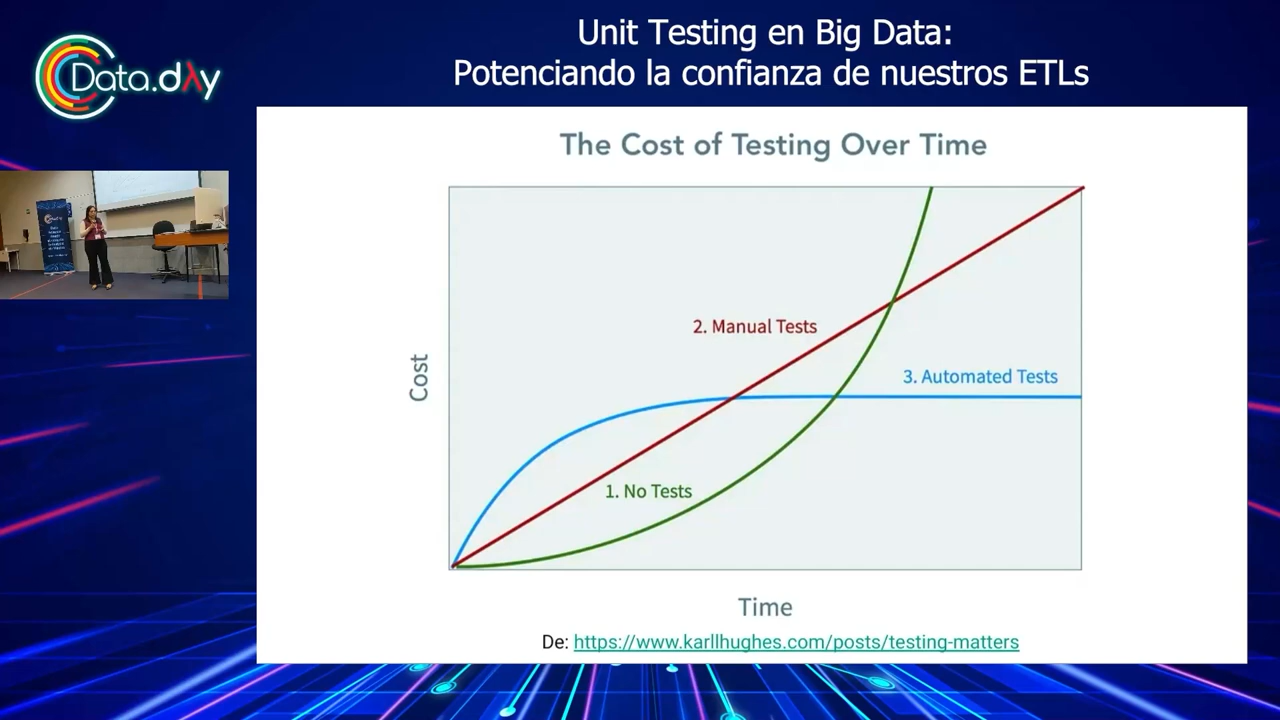 Data.dλy
Unit Testing en Big Data:
Potenciando la confianza de nuestros ETLs
The Cost of Testing Over Time
2. Manual Tests
3. Automated Tests
Cost
1. No Tests
Time
De: https://www.karllhughes.com/posts/testing-matters